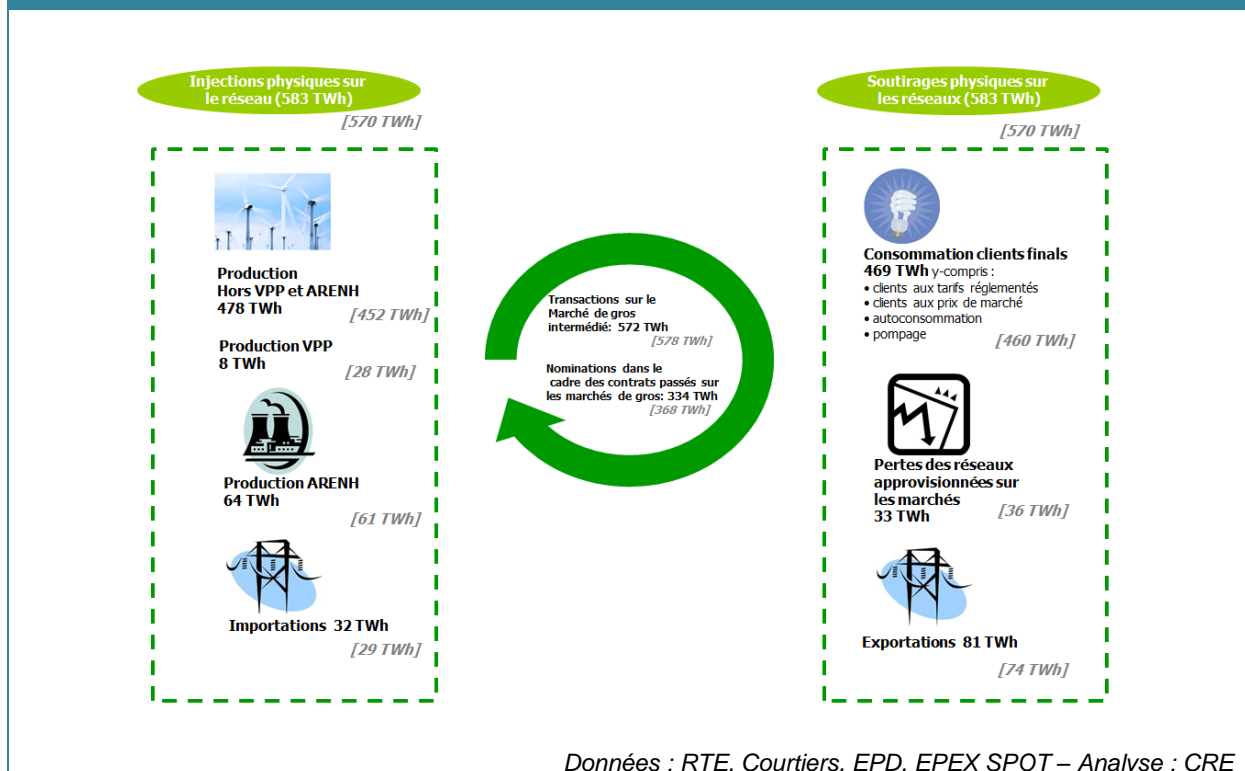 Injections physiques sur
le réseau (583 TWh)
[570 TWh]
Production
Hors VPP et ARENH
478 TWh
[452 TWh]
Production VPP
8 TWh
[28 TWh]
Production ARENH
64 TWh
[61 TWh]
Importations 32 TWh
[29 TWh]
Transactions sur le
Marché de gros
intermédié: 572 TWh
[578 TWh]
Nominations dans le
cadre des contrats passés sur
les marchés de gros: 334 TWh
[368 TWh]
Soutirages physiques sur
les réseaux (583 TWh)
[570 TWh]
Consommation clients finals
469 TWh y-compris :
• clients aux tarifs réglementés
• clients aux prix de marché
• autoconsommation
• pompage
[460 TWh]
Pertes des réseaux
approvisionnées sur
les marchés
33 TWh
[36 TWh]
Exportations 81 TWh
[74 TWh]
Données : RTE, Courtiers, EPD, EPEX SPOT – Analyse : CRE